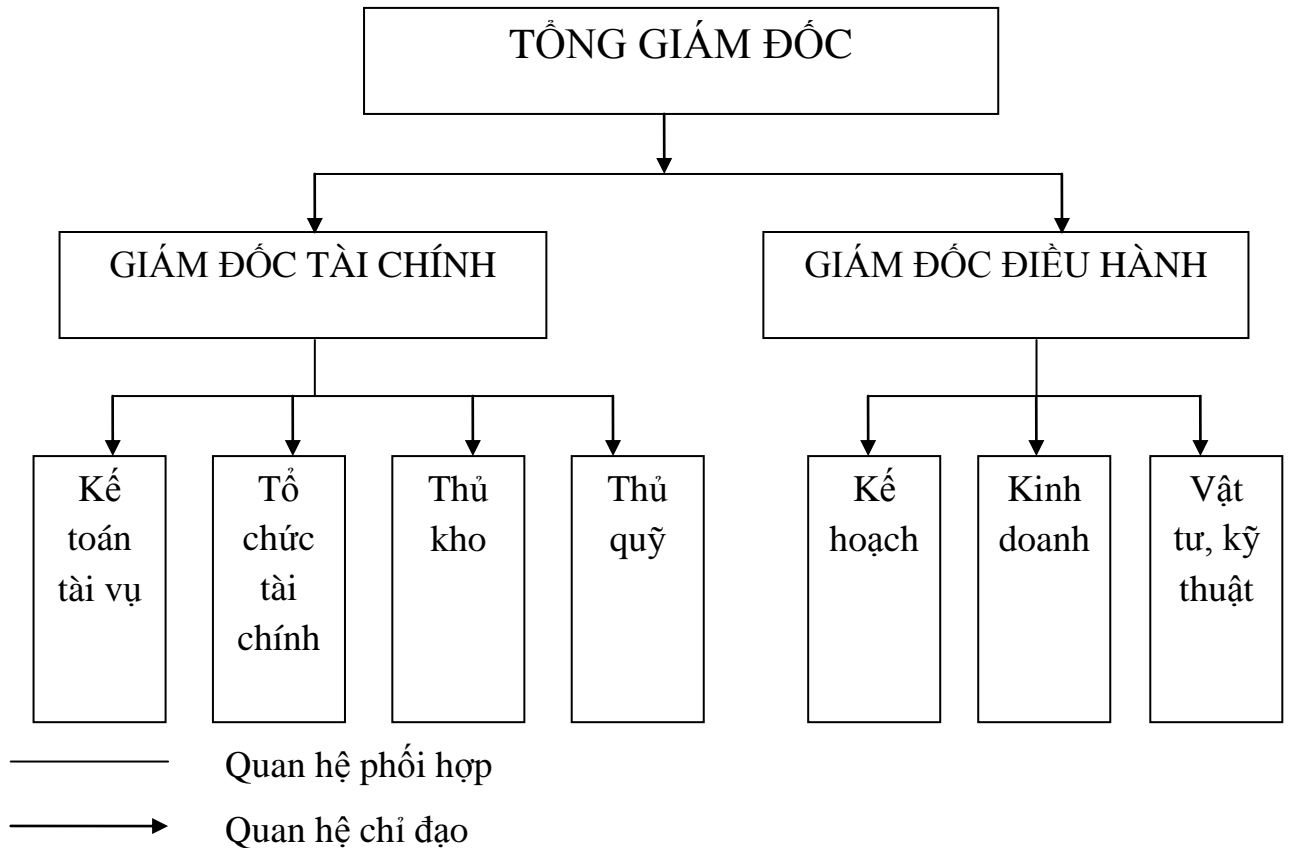 TỔNG GIÁM ĐỐC
GIÁM ĐỐC TÀI CHÍNH
GIÁM ĐỐC ĐIỀU HÀNH
Kế
toán
tài vụ
Tổ
chức
tài
chính
Thủ
kho
Thủ
quỹ
Kế
hoạch
Kinh
doanh
Vật
tư, kỹ
thuật
Quan hệ phối hợp
Quan hệ chỉ đạo